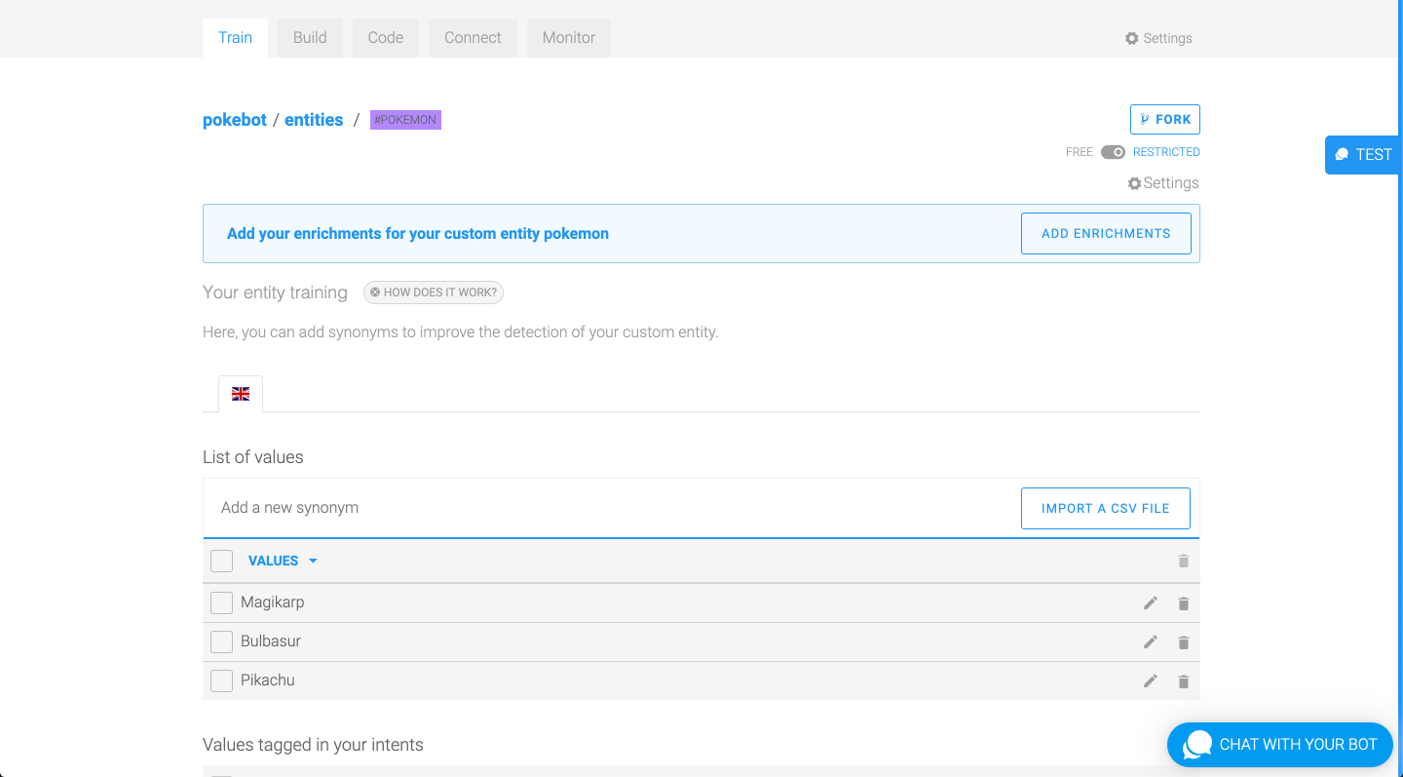 Train Build Code Connect Monitor Settings
pokebot / entities / #POKEMON FORK
FREE RESTRICTED
TEST
Settings
Add your enrichments for your custom entity pokemon ADD ENRICHMENTS
Your entity training HOW DOES IT WORK?
Here, you can add synonyms to improve the detection of your custom entity.
List of values
Add a new synonym IMPORT A CSV FILE
VALUES
Magikarp
Bulbasur
Pikachu
Values tagged in your intents
CHAT WITH YOUR BOT